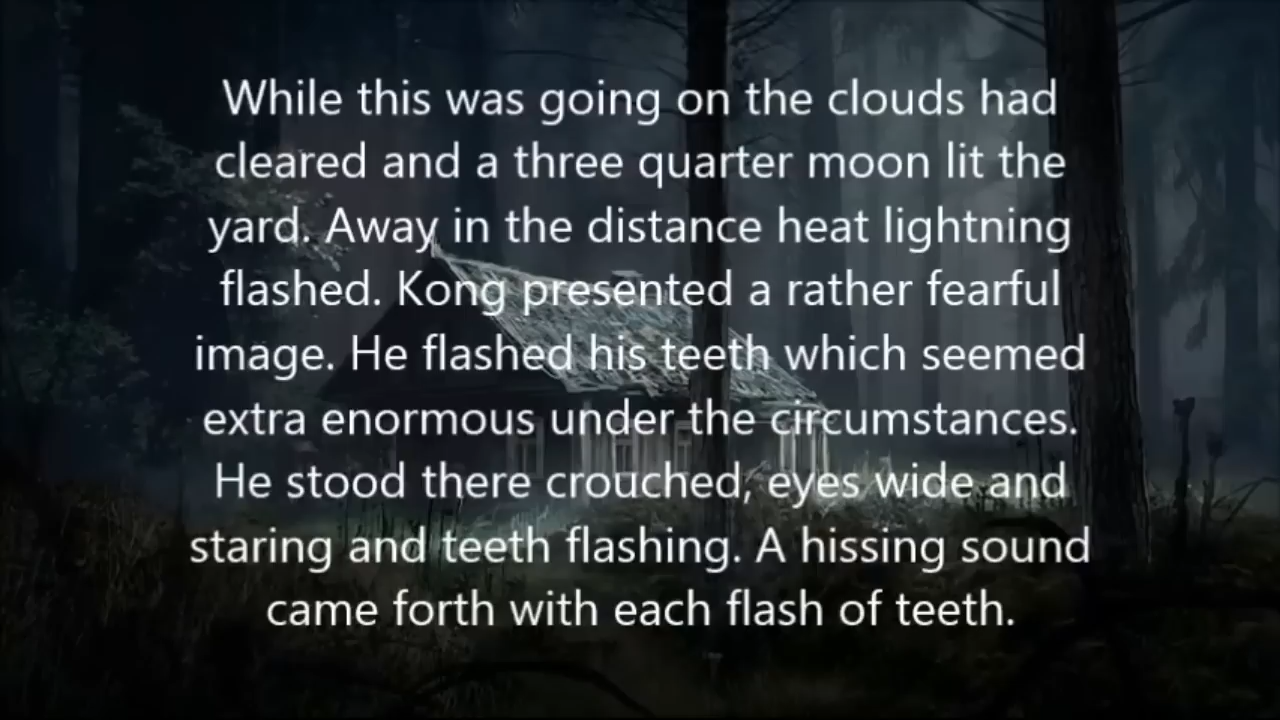 While this was going on the clouds had
cleared and a three quarter moon lit the
yard. Away in the distance heat lightning
flashed. Kong presented a rather fearful
image. He flashed his teeth which seemed
extra enormous under the circumstances.
He stood there crouched, eyes wide and
staring and teeth flashing. A hissing sound
came forth with each flash of teeth.